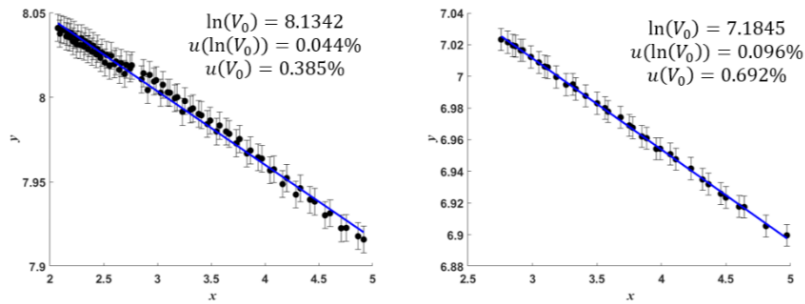 8.05
8
7.95
7.9
y
2
2.5
3
3.5
4
4.5
5
x
ln(V₀) = 8.1342
u(ln(V₀)) = 0.044%
u(V₀) = 0.385%
7.04
7.02
7
6.98
6.96
6.94
6.92
6.9
6.88
y
2.5
3
3.5
4
4.5
5
x
ln(V₀) = 7.1845
u(ln(V₀)) = 0.096%
u(V₀) = 0.692%